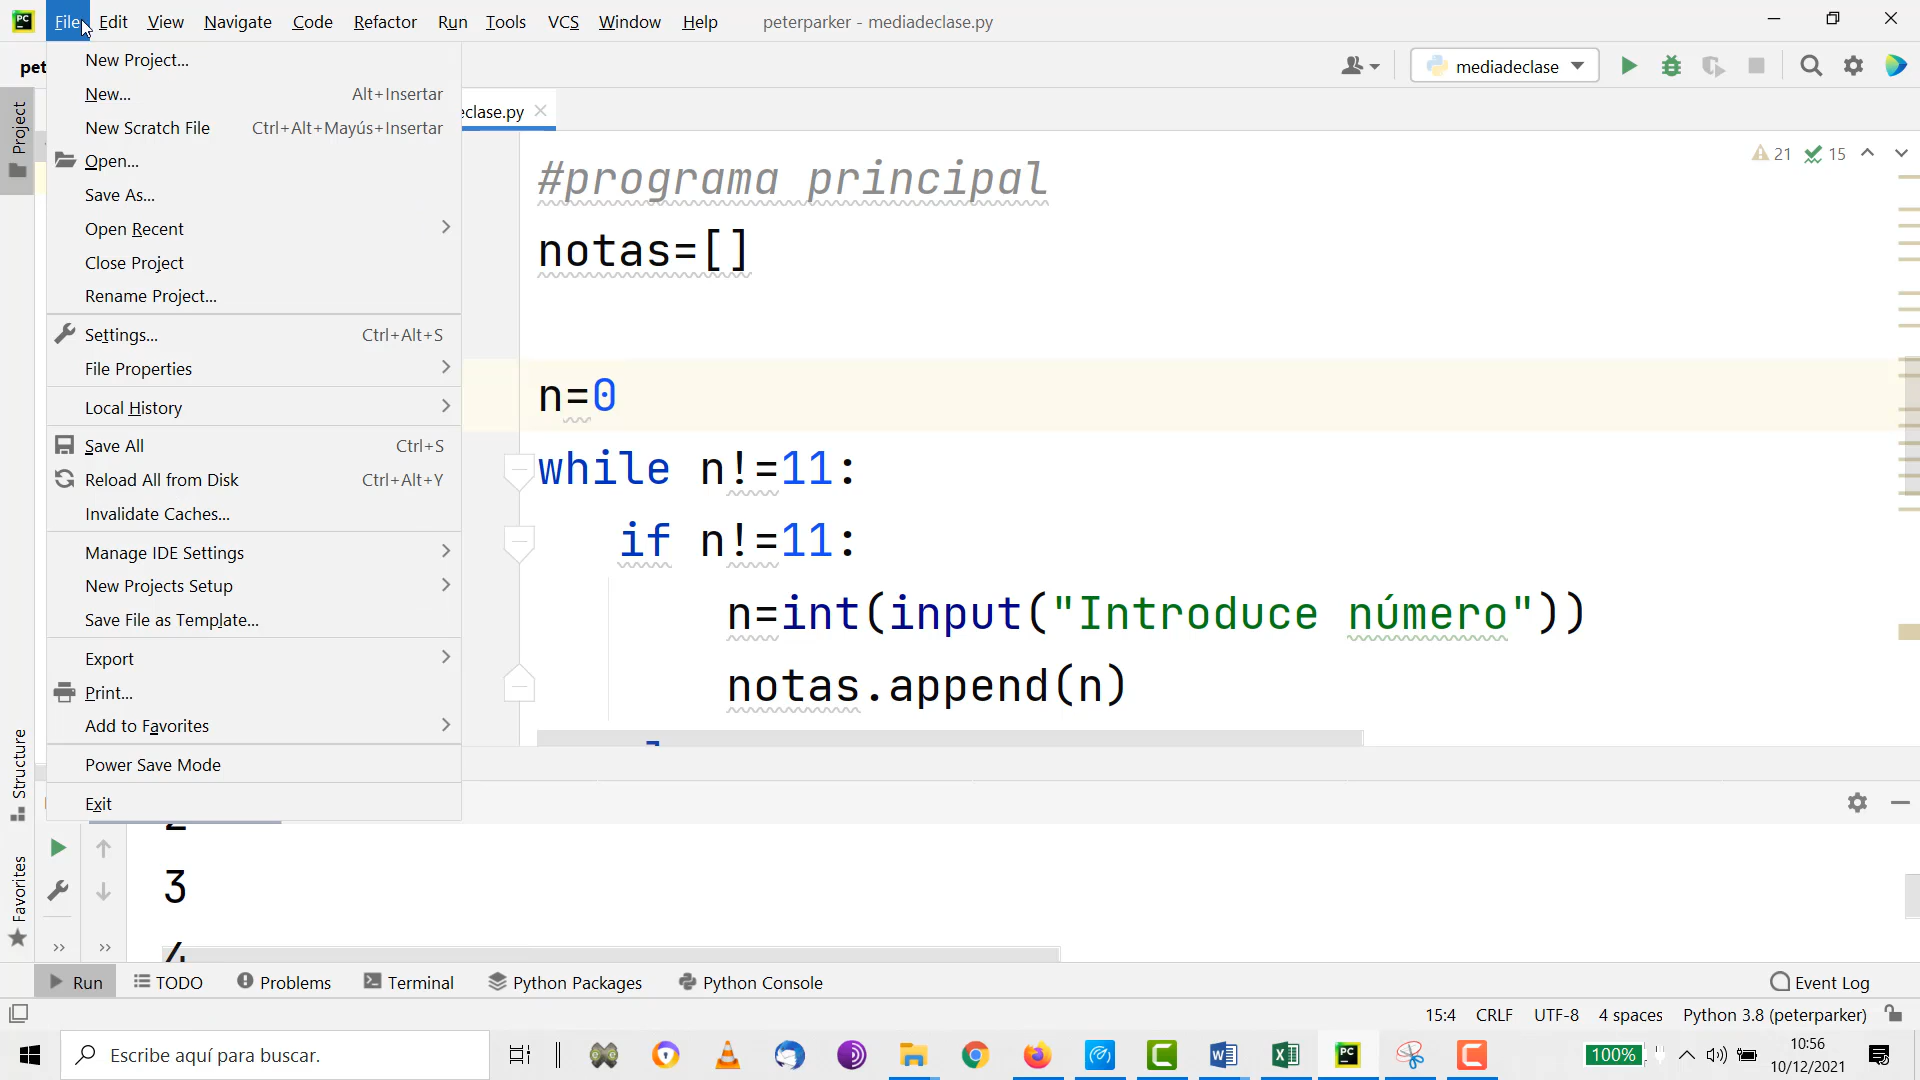 PC File Edit View Navigate Code Refactor Run Tools VCS Window Help peterparker - mediadeclase.py
pet
mediadeclase
eclase.py
Project
New Project...
New... Alt+Insertar
New Scratch File Ctrl+Alt+Mayús+Insertar
Open...
Save As...
Open Recent
Close Project
Rename Project...
Settings... Ctrl+Alt+S
File Properties
Local History
Save All Ctrl+S
Reload All from Disk Ctrl+Alt+Y
Invalidate Caches...
Manage IDE Settings
New Projects Setup
Save File as Template...
Export
Print...
Add to Favorites
Power Save Mode
Exit
21 15
#programa principal
notas=[]
n=0
while n!=11:
if n!=11:
n=int(input("Introduce número"))
notas.append(n)
Structure
Favorites
2
3
4
Run TODO Problems Terminal Python Packages Python Console Event Log
15:4 CRLF UTF-8 4 spaces Python 3.8 (peterparker)
Escribe aquí para buscar.
PC
100%
10:56
10/12/2021